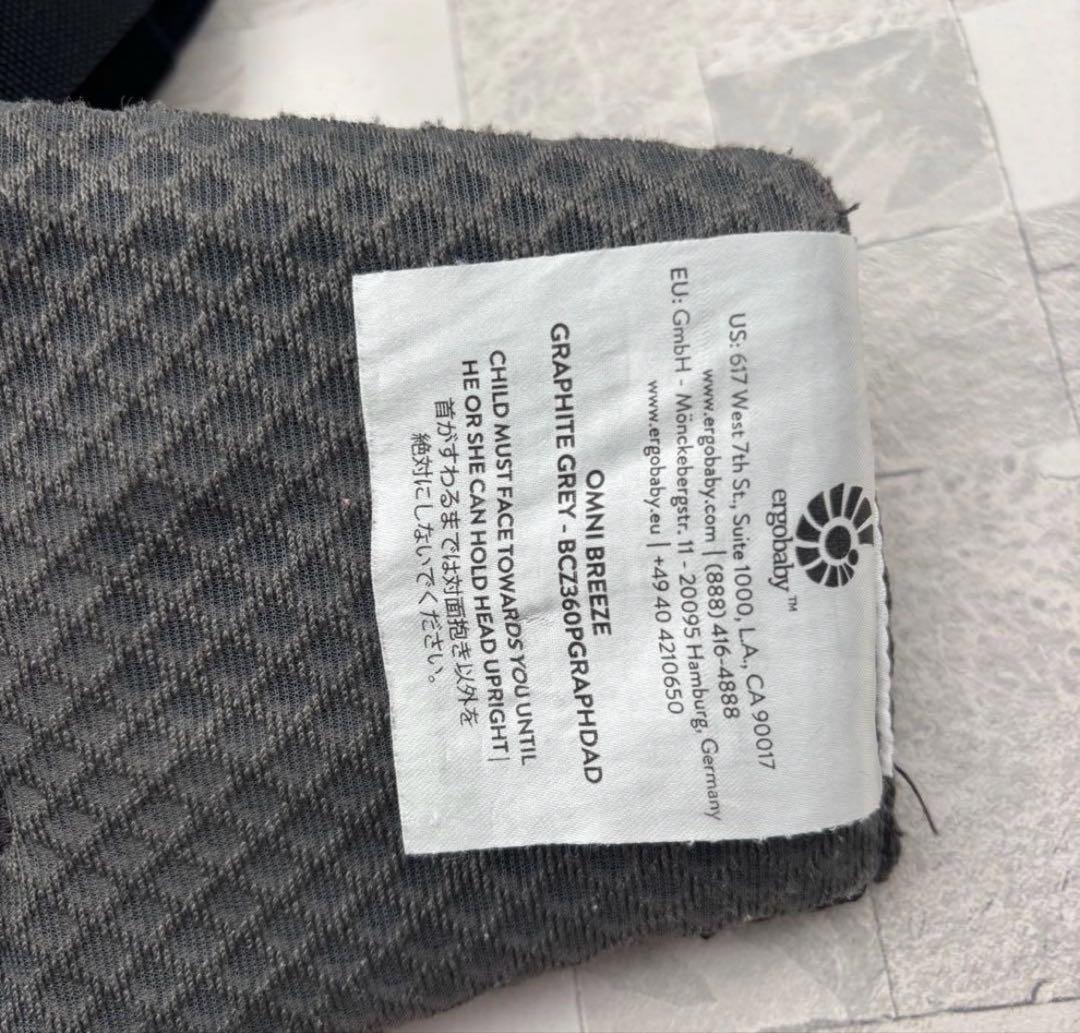 ergobaby™
US: 617 West 7th St., Suite 1000, L.A., CA 90017
www.ergobaby.com | (888) 416-4888
EU: GmbH - Mönckebergstr. 11 - 20095 Hamburg, Germany
www.ergobaby.eu | +49 40 4210650
OMNI BREEZE
GRAPHITE GREY - BCZ360PGRAPHDAD
CHILD MUST FACE TOWARDS YOU UNTIL
HE OR SHE CAN HOLD HEAD UPRIGHT |
首がすわるまでは対面抱き以外を
絶対にしないでください。